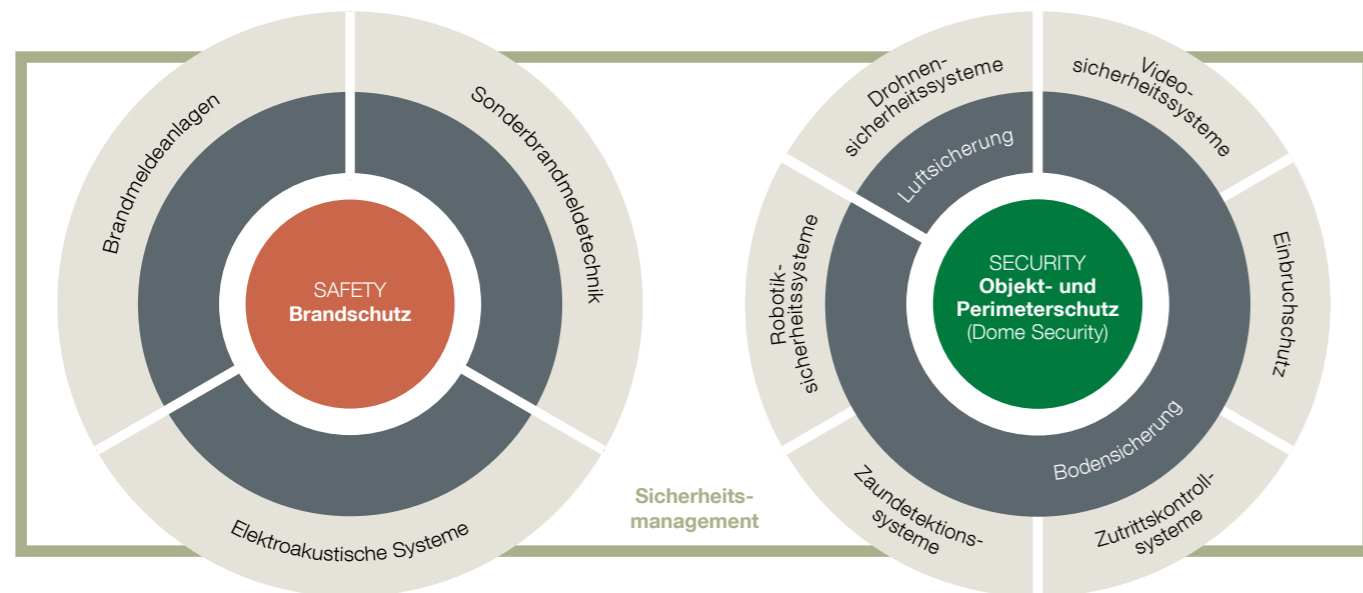 Brandmeldeanlagen
Sonderbrandmeldetechnik
SAFETY
Brandschutz
Elektroakustische Systeme
Sicherheits-
management
Drohnen-
sicherheitssysteme
Video-
sicherheitssysteme
Luftsicherung
Robotik-
sicherheitssysteme
SECURITY
Objekt- und
Perimeterschutz
(Dome Security)
Einbruchschutz
Bodensicherung
Zaundetektions-
systeme
Zutrittskontroll-
systeme